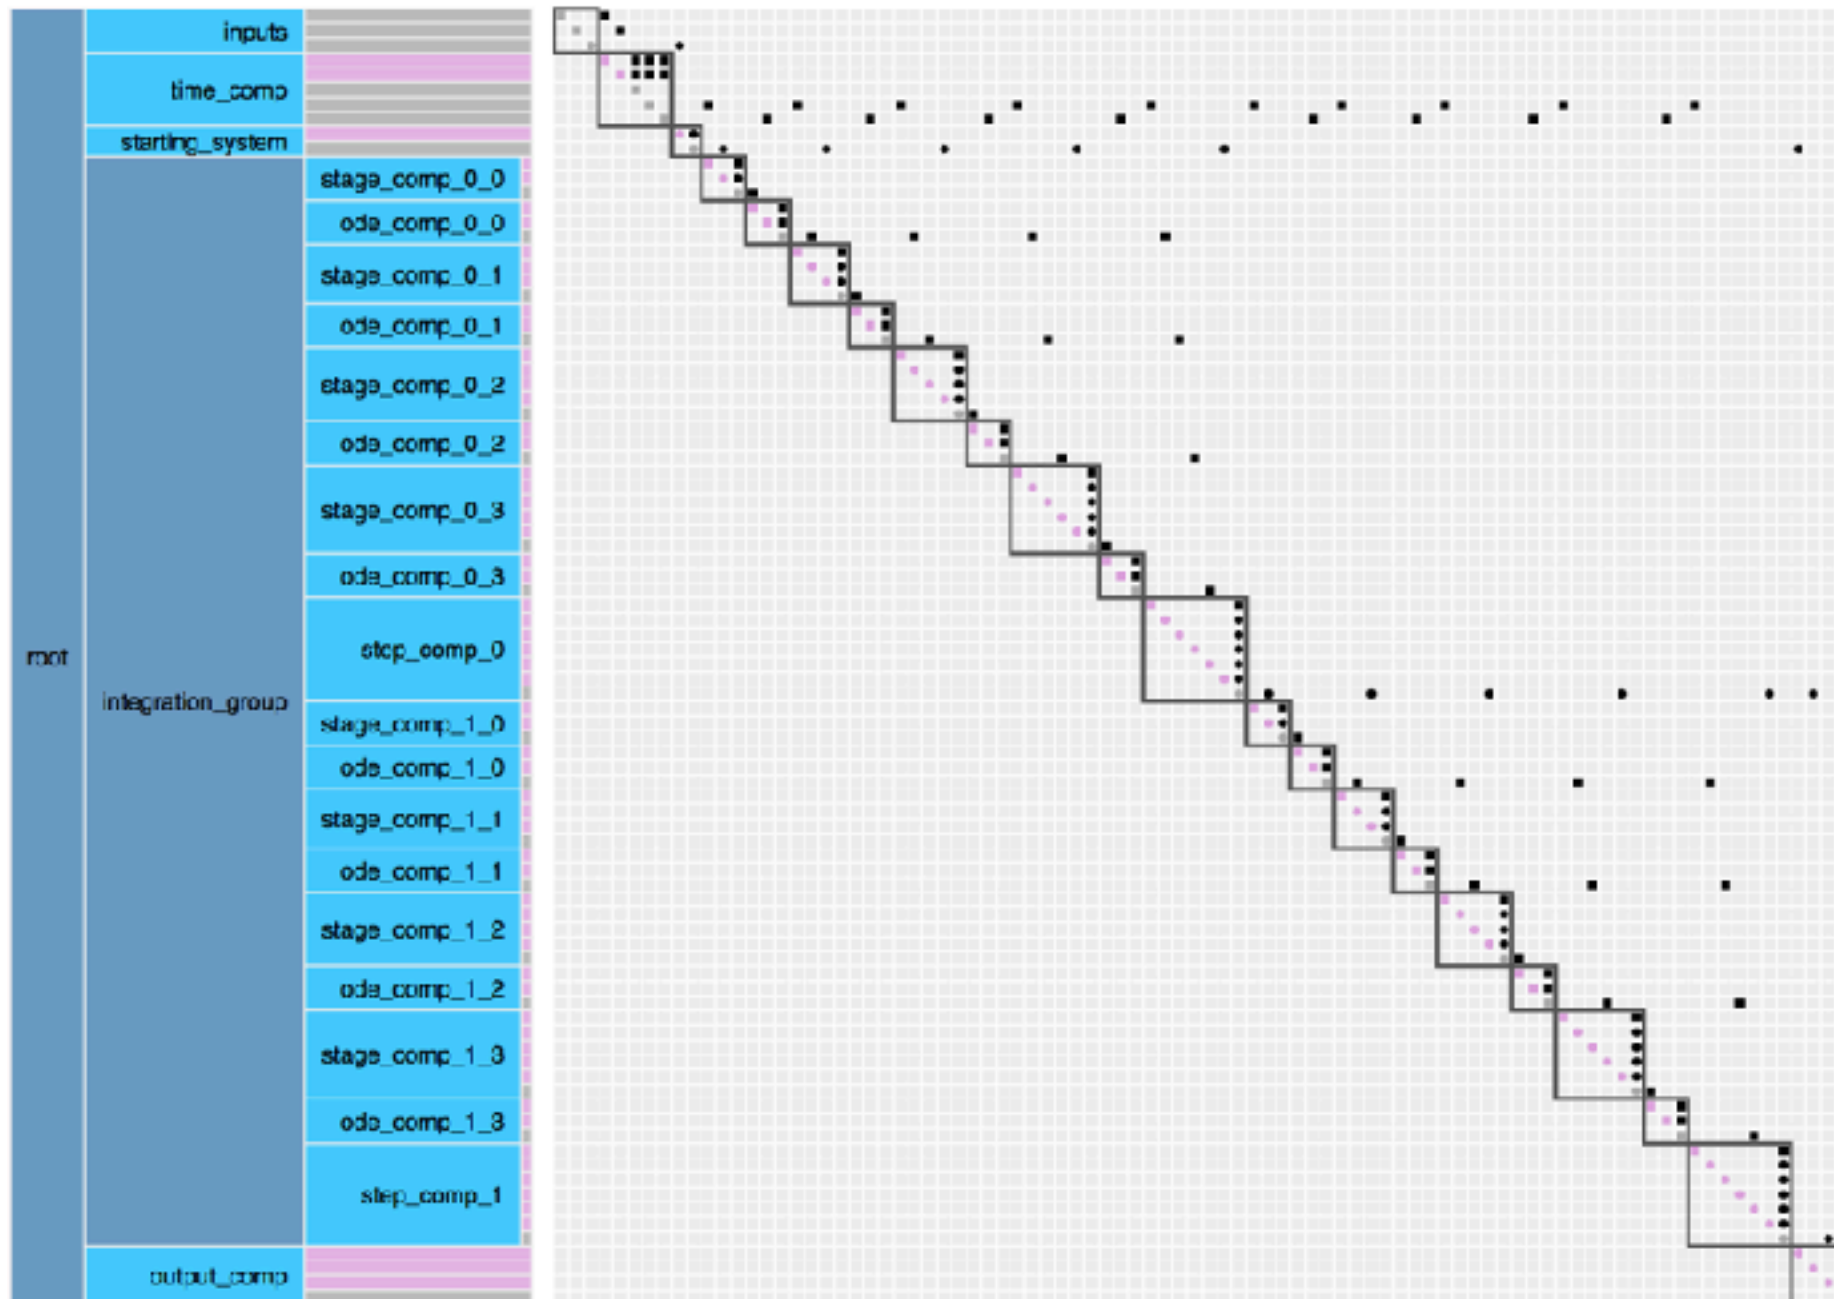 inputs
time_comp
starting_system
stage_comp_0_0
ode_comp_0_0
stage_comp_0_1
ode_comp_0_1
stage_comp_0_2
ode_comp_0_2
stage_comp_0_3
ode_comp_0_3
step_comp_0
root
integration_group
stage_comp_1_0
ode_comp_1_0
stage_comp_1_1
ode_comp_1_1
stage_comp_1_2
ode_comp_1_2
stage_comp_1_3
ode_comp_1_3
step_comp_1
output_comp